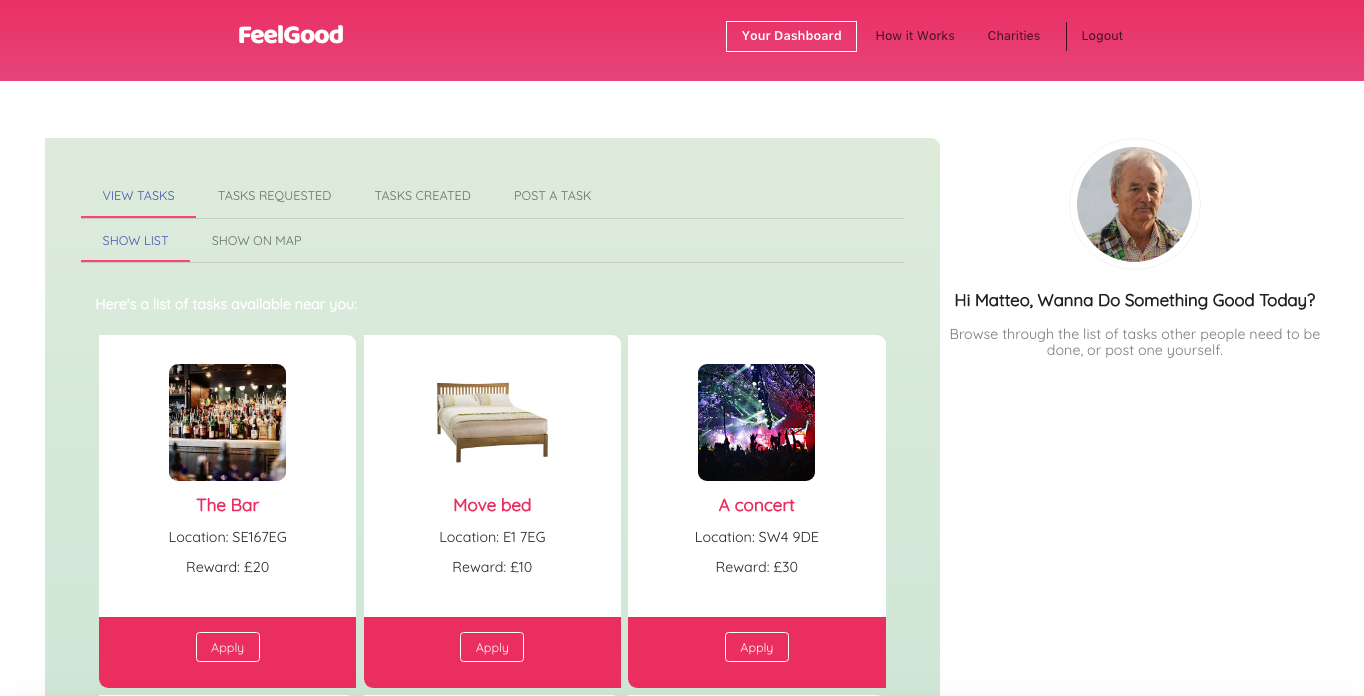 FeelGood
Your Dashboard
How it Works
Charities
Logout
VIEW TASKS
TASKS REQUESTED
TASKS CREATED
POST A TASK
SHOW LIST
SHOW ON MAP
Here's a list of tasks available near you:
The Bar
Location: SE167EG
Reward: £20
Apply
Move bed
Location: E1 7EG
Reward: £10
Apply
A concert
Location: SW4 9DE
Reward: £30
Apply
Hi Matteo, Wanna Do Something Good Today?
Browse through the list of tasks other people need to be
done, or post one yourself.